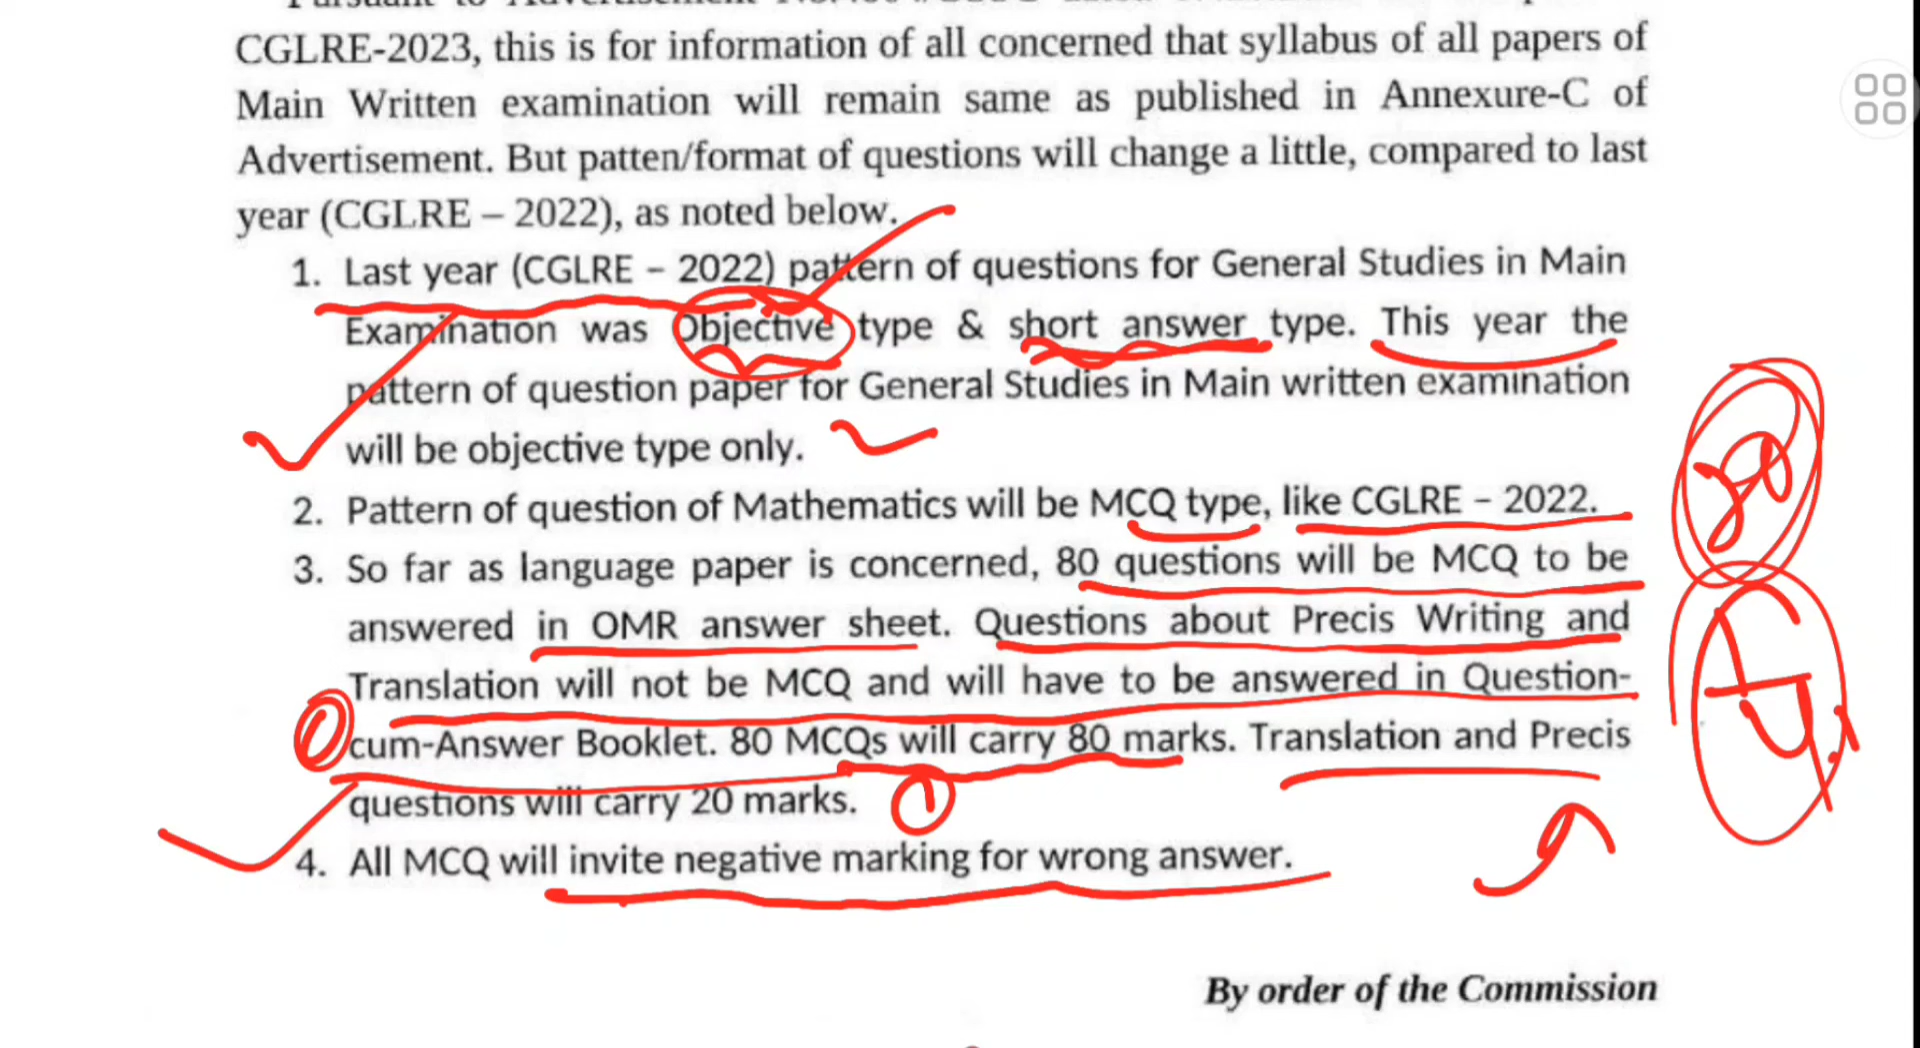 CGLRE-2023, this is for information of all concerned that syllabus of all papers of
Main Written examination will remain same as published in Annexure-C of
Advertisement. But patten/format of questions will change a little, compared to last
year (CGLRE – 2022), as noted below.
1. Last year (CGLRE – 2022) pattern of questions for General Studies in Main
Examination was Objective type & short answer type. This year the
pattern of question paper for General Studies in Main written examination
will be objective type only.
2. Pattern of question of Mathematics will be MCQ type, like CGLRE – 2022.
3. So far as language paper is concerned, 80 questions will be MCQ to be
answered in OMR answer sheet. Questions about Precis Writing and
Translation will not be MCQ and will have to be answered in Question-
cum-Answer Booklet. 80 MCQs will carry 80 marks. Translation and Precis
questions will carry 20 marks.
4. All MCQ will invite negative marking for wrong answer.
By order of the Commission